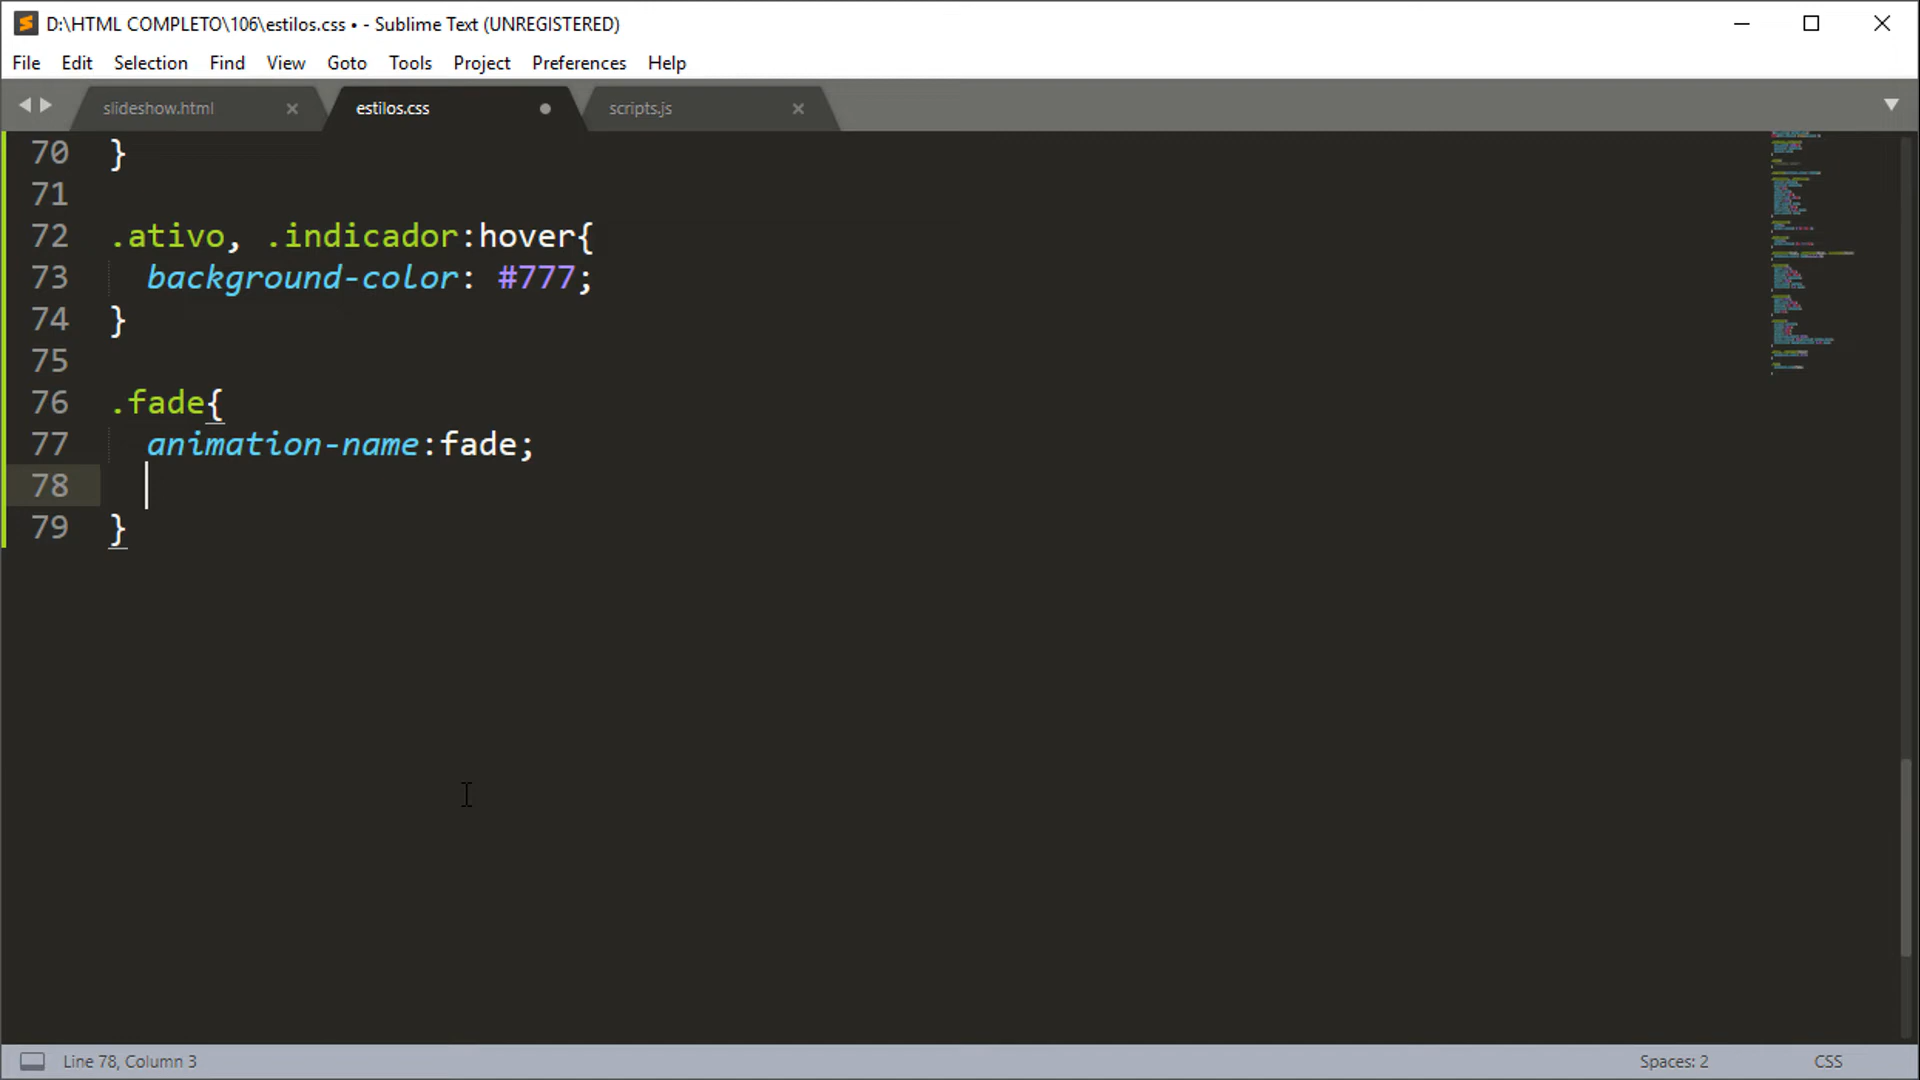 D:\HTML COMPLETO\106\estilos.css • - Sublime Text (UNREGISTERED)
File Edit Selection Find View Goto Tools Project Preferences Help
slideshow.html estilos.css scripts.js
70 }
71
72 .ativo, .indicador:hover{
73 background-color: #777;
74 }
75
76 .fade{
77 animation-name:fade;
78
79 }
Line 78, Column 3 Spaces: 2 CSS